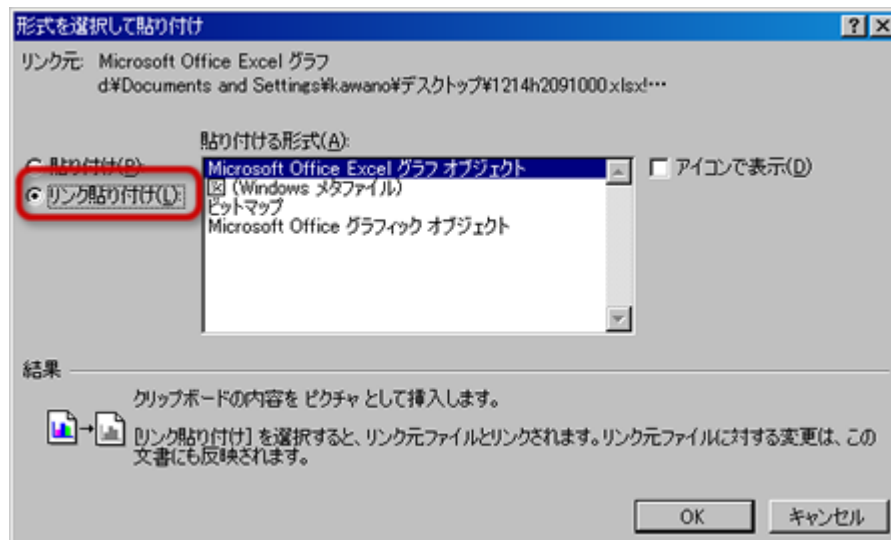 形式を選択して貼り付け
リンク元: Microsoft Office Excel グラフ
d¥Documents and Settings¥kawano¥デスクトップ¥1214h2091000.xlsx!…
貼り付ける形式(A):
貼り付け(P):
リンク貼り付け(L):
Microsoft Office Excel グラフ オブジェクト
図 (Windows メタファイル)
ビットマップ
Microsoft Office グラフィック オブジェクト
アイコンで表示(D)
結果
クリップボードの内容を ピクチャ として挿入します。
[リンク貼り付け] を選択すると、リンク元ファイルとリンクされます。リンク元ファイルに対する変更は、この
文書にも反映されます。
OK
キャンセル